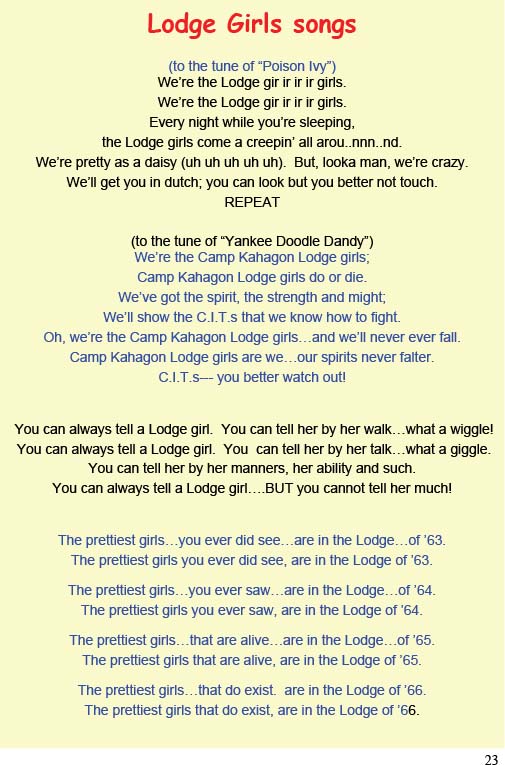 Lodge Girls songs
(to the tune of “Poison Ivy”)
We’re the Lodge gir ir ir ir girls.
We’re the Lodge gir ir ir ir girls.
Every night while you’re sleeping,
the Lodge girls come a creepin’ all arou..nnn..nd.
We’re pretty as a daisy (uh uh uh uh uh).  But, looka man, we’re crazy.
We’ll get you in dutch; you can look but you better not touch.
REPEAT
(to the tune of “Yankee Doodle Dandy”)
We’re the Camp Kahagon Lodge girls;
Camp Kahagon Lodge girls do or die.
We’ve got the spirit, the strength and might;
We’ll show the C.I.T.s that we know how to fight.
Oh, we’re the Camp Kahagon Lodge girls…and we’ll never ever fall.
Camp Kahagon Lodge girls are we…our spirits never falter.
C.I.T.s–-- you better watch out!
You can always tell a Lodge girl.  You can tell her by her walk…what a wiggle!
You can always tell a Lodge girl.  You  can tell her by her talk…what a giggle.
You can tell her by her manners, her ability and such.
You can always tell a Lodge girl….BUT you cannot tell her much!
The prettiest girls…you ever did see…are in the Lodge…of ’63.
The prettiest girls you ever did see, are in the Lodge of ’63.
The prettiest girls…you ever saw…are in the Lodge…of ’64.
The prettiest girls you ever saw, are in the Lodge of ’64.
The prettiest girls…that are alive…are in the Lodge…of ’65.
The prettiest girls that are alive, are in the Lodge of ’65.
The prettiest girls…that do exist.  are in the Lodge of ’66.
The prettiest girls that do exist, are in the Lodge of ’66.
23